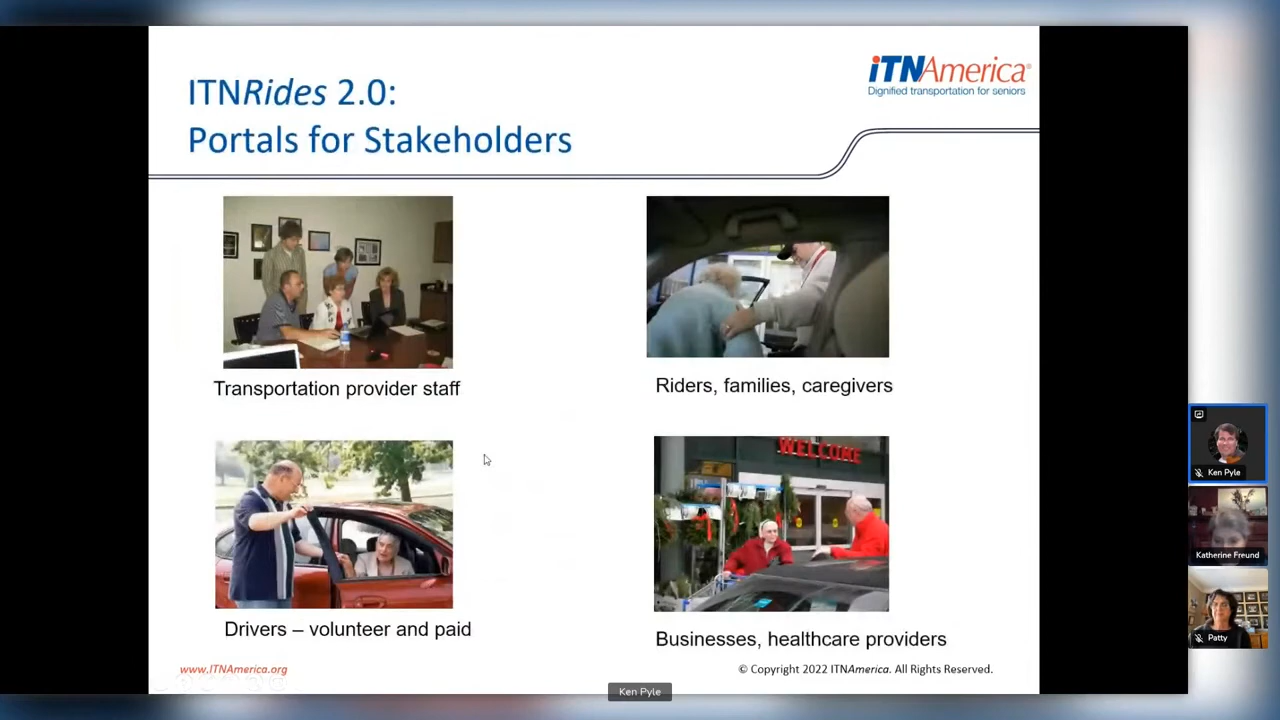 ITNRides 2.0:
Portals for Stakeholders
iTNAmerica®
Dignified transportation for seniors
Transportation provider staff
Riders, families, caregivers
WELCOME
Drivers – volunteer and paid
Businesses, healthcare providers
www.ITNAmerica.org
© Copyright 2022 ITNAmerica. All Rights Reserved.
Ken Pyle
Katherine Freund
Patty
Ken Pyle